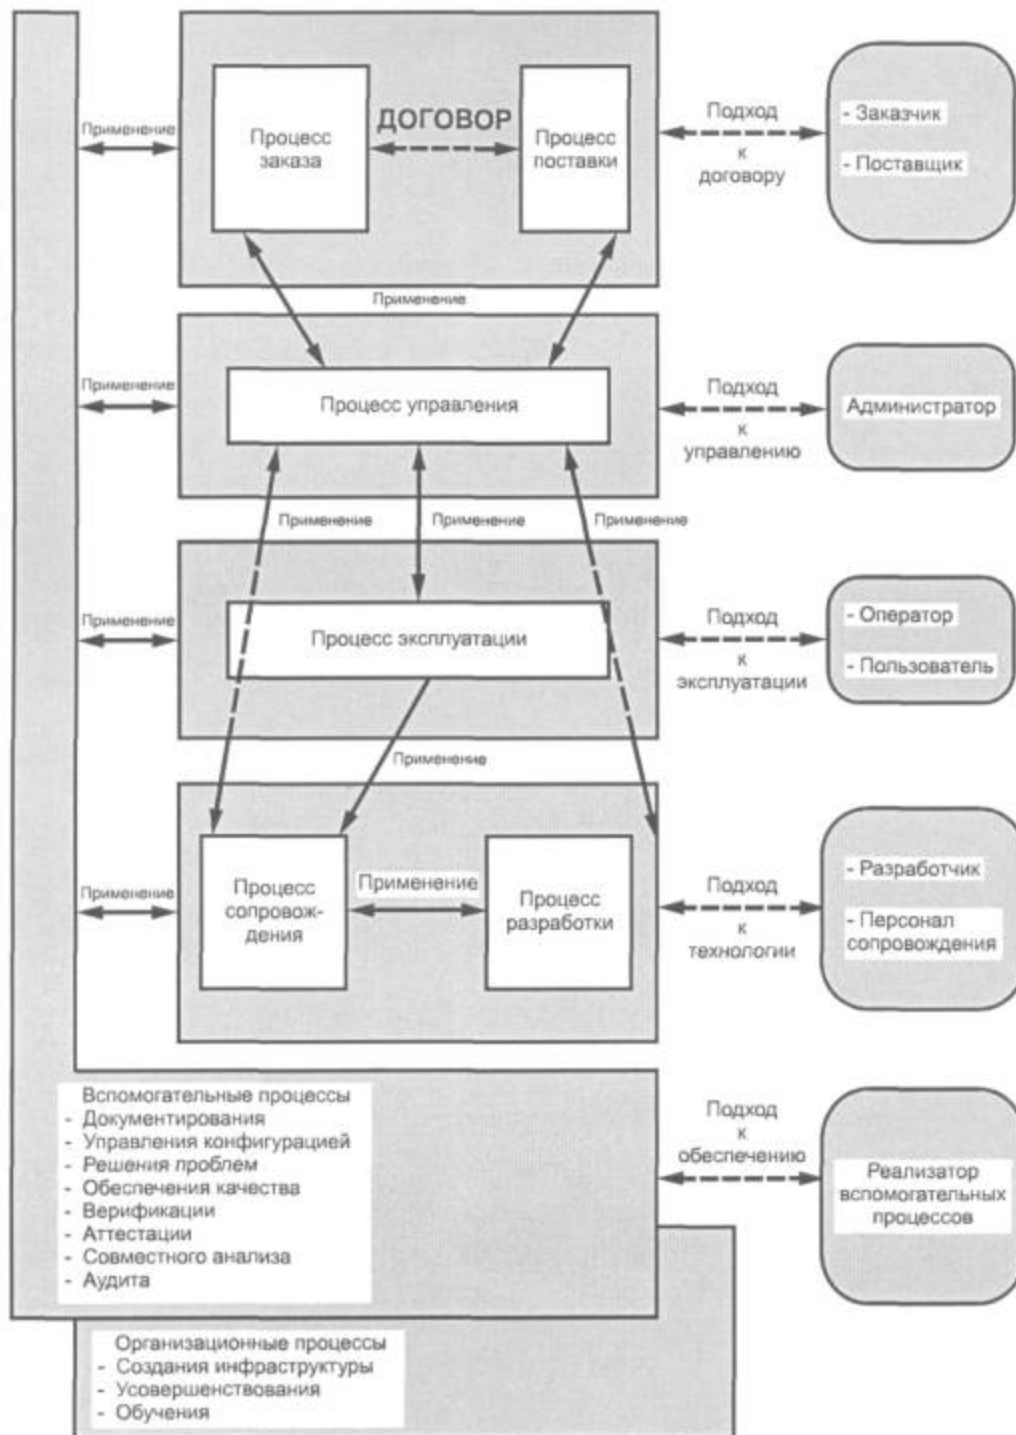 Применение
Процесс
заказа
ДОГОВОР
Процесс
поставки
Подход
к
договору
- Заказчик
- Поставщик
Применение
Применение
Процесс управления
Подход
к
управлению
Администратор
Применение
Применение
Применение
Применение
Процесс эксплуатации
Подход
к
эксплуатации
- Оператор
- Пользователь
Применение
Применение
Процесс
сопровож-
дения
Применение
Процесс
разработки
Подход
к
технологии
- Разработчик
- Персонал
сопровождения
Вспомогательные процессы
- Документирования
- Управления конфигурацией
- Решения проблем
- Обеспечения качества
- Верификации
- Аттестации
- Совместного анализа
- Аудита
Подход
к
обеспечению
Реализатор
вспомогательных
процессов
Организационные процессы
- Создания инфраструктуры
- Усовершенствования
- Обучения